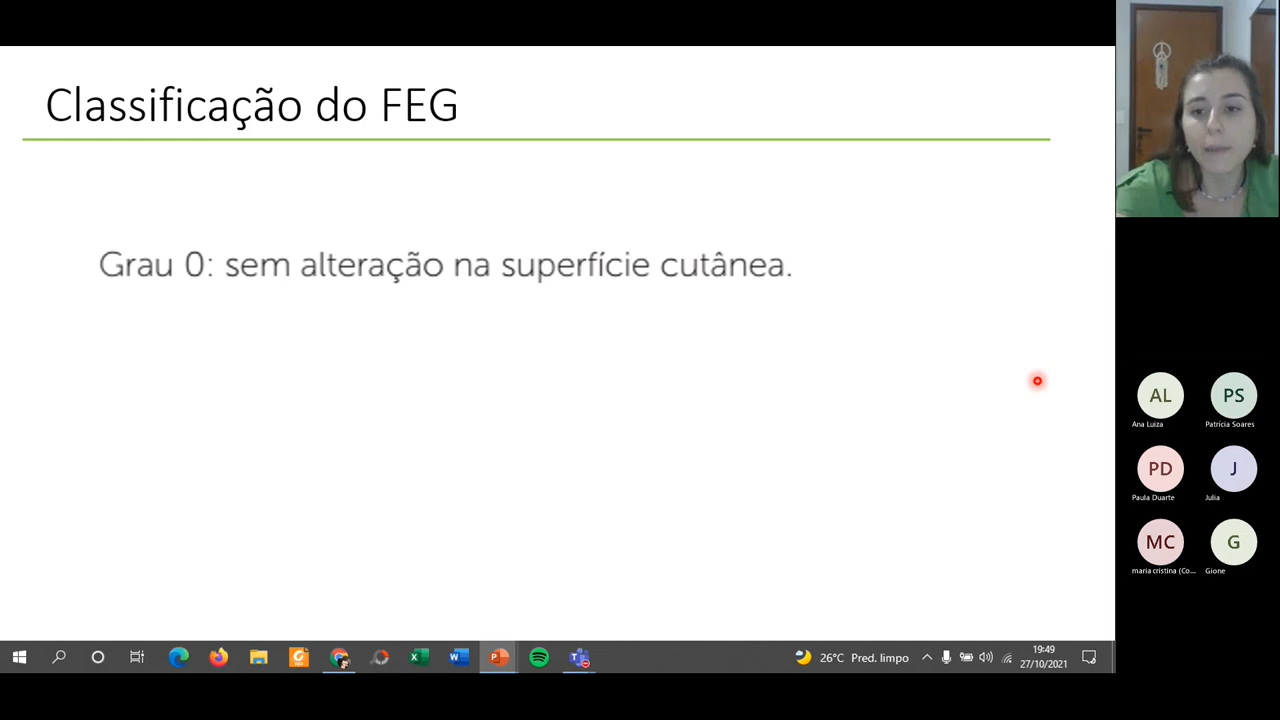 Classificação do FEG
Grau 0: sem alteração na superfície cutânea.
AL
PS
Ana Luiza
Patrícia Soares
PD
J
Paula Duarte
Julia
MC
G
maria cristina (Co...
Gione
26°C Pred. limpo
19:49
27/10/2021